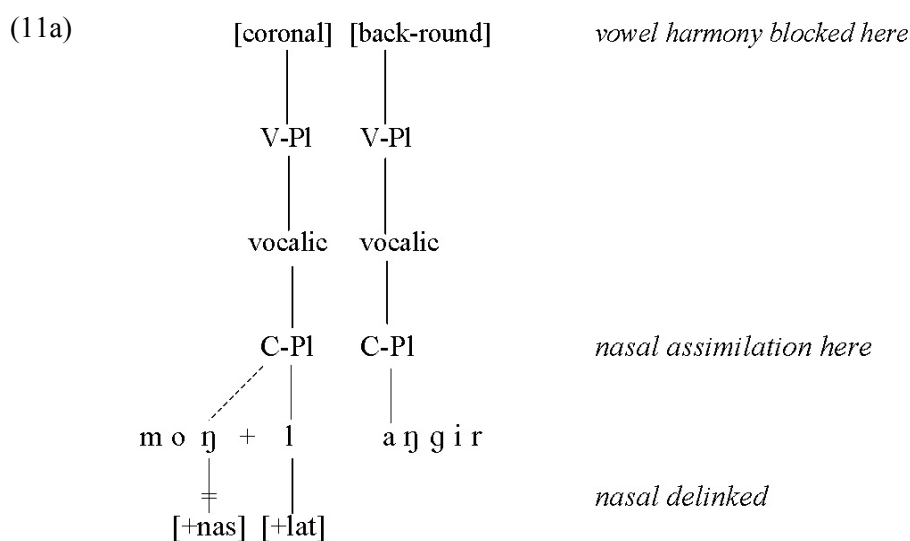 (11a) [coronal] [back-round] vowel harmony blocked here
V-Pl V-Pl
vocalic vocalic
C-Pl C-Pl nasal assimilation here
m o ŋ + l a ŋ g i r
nasal delinked
[+nas] [+lat]